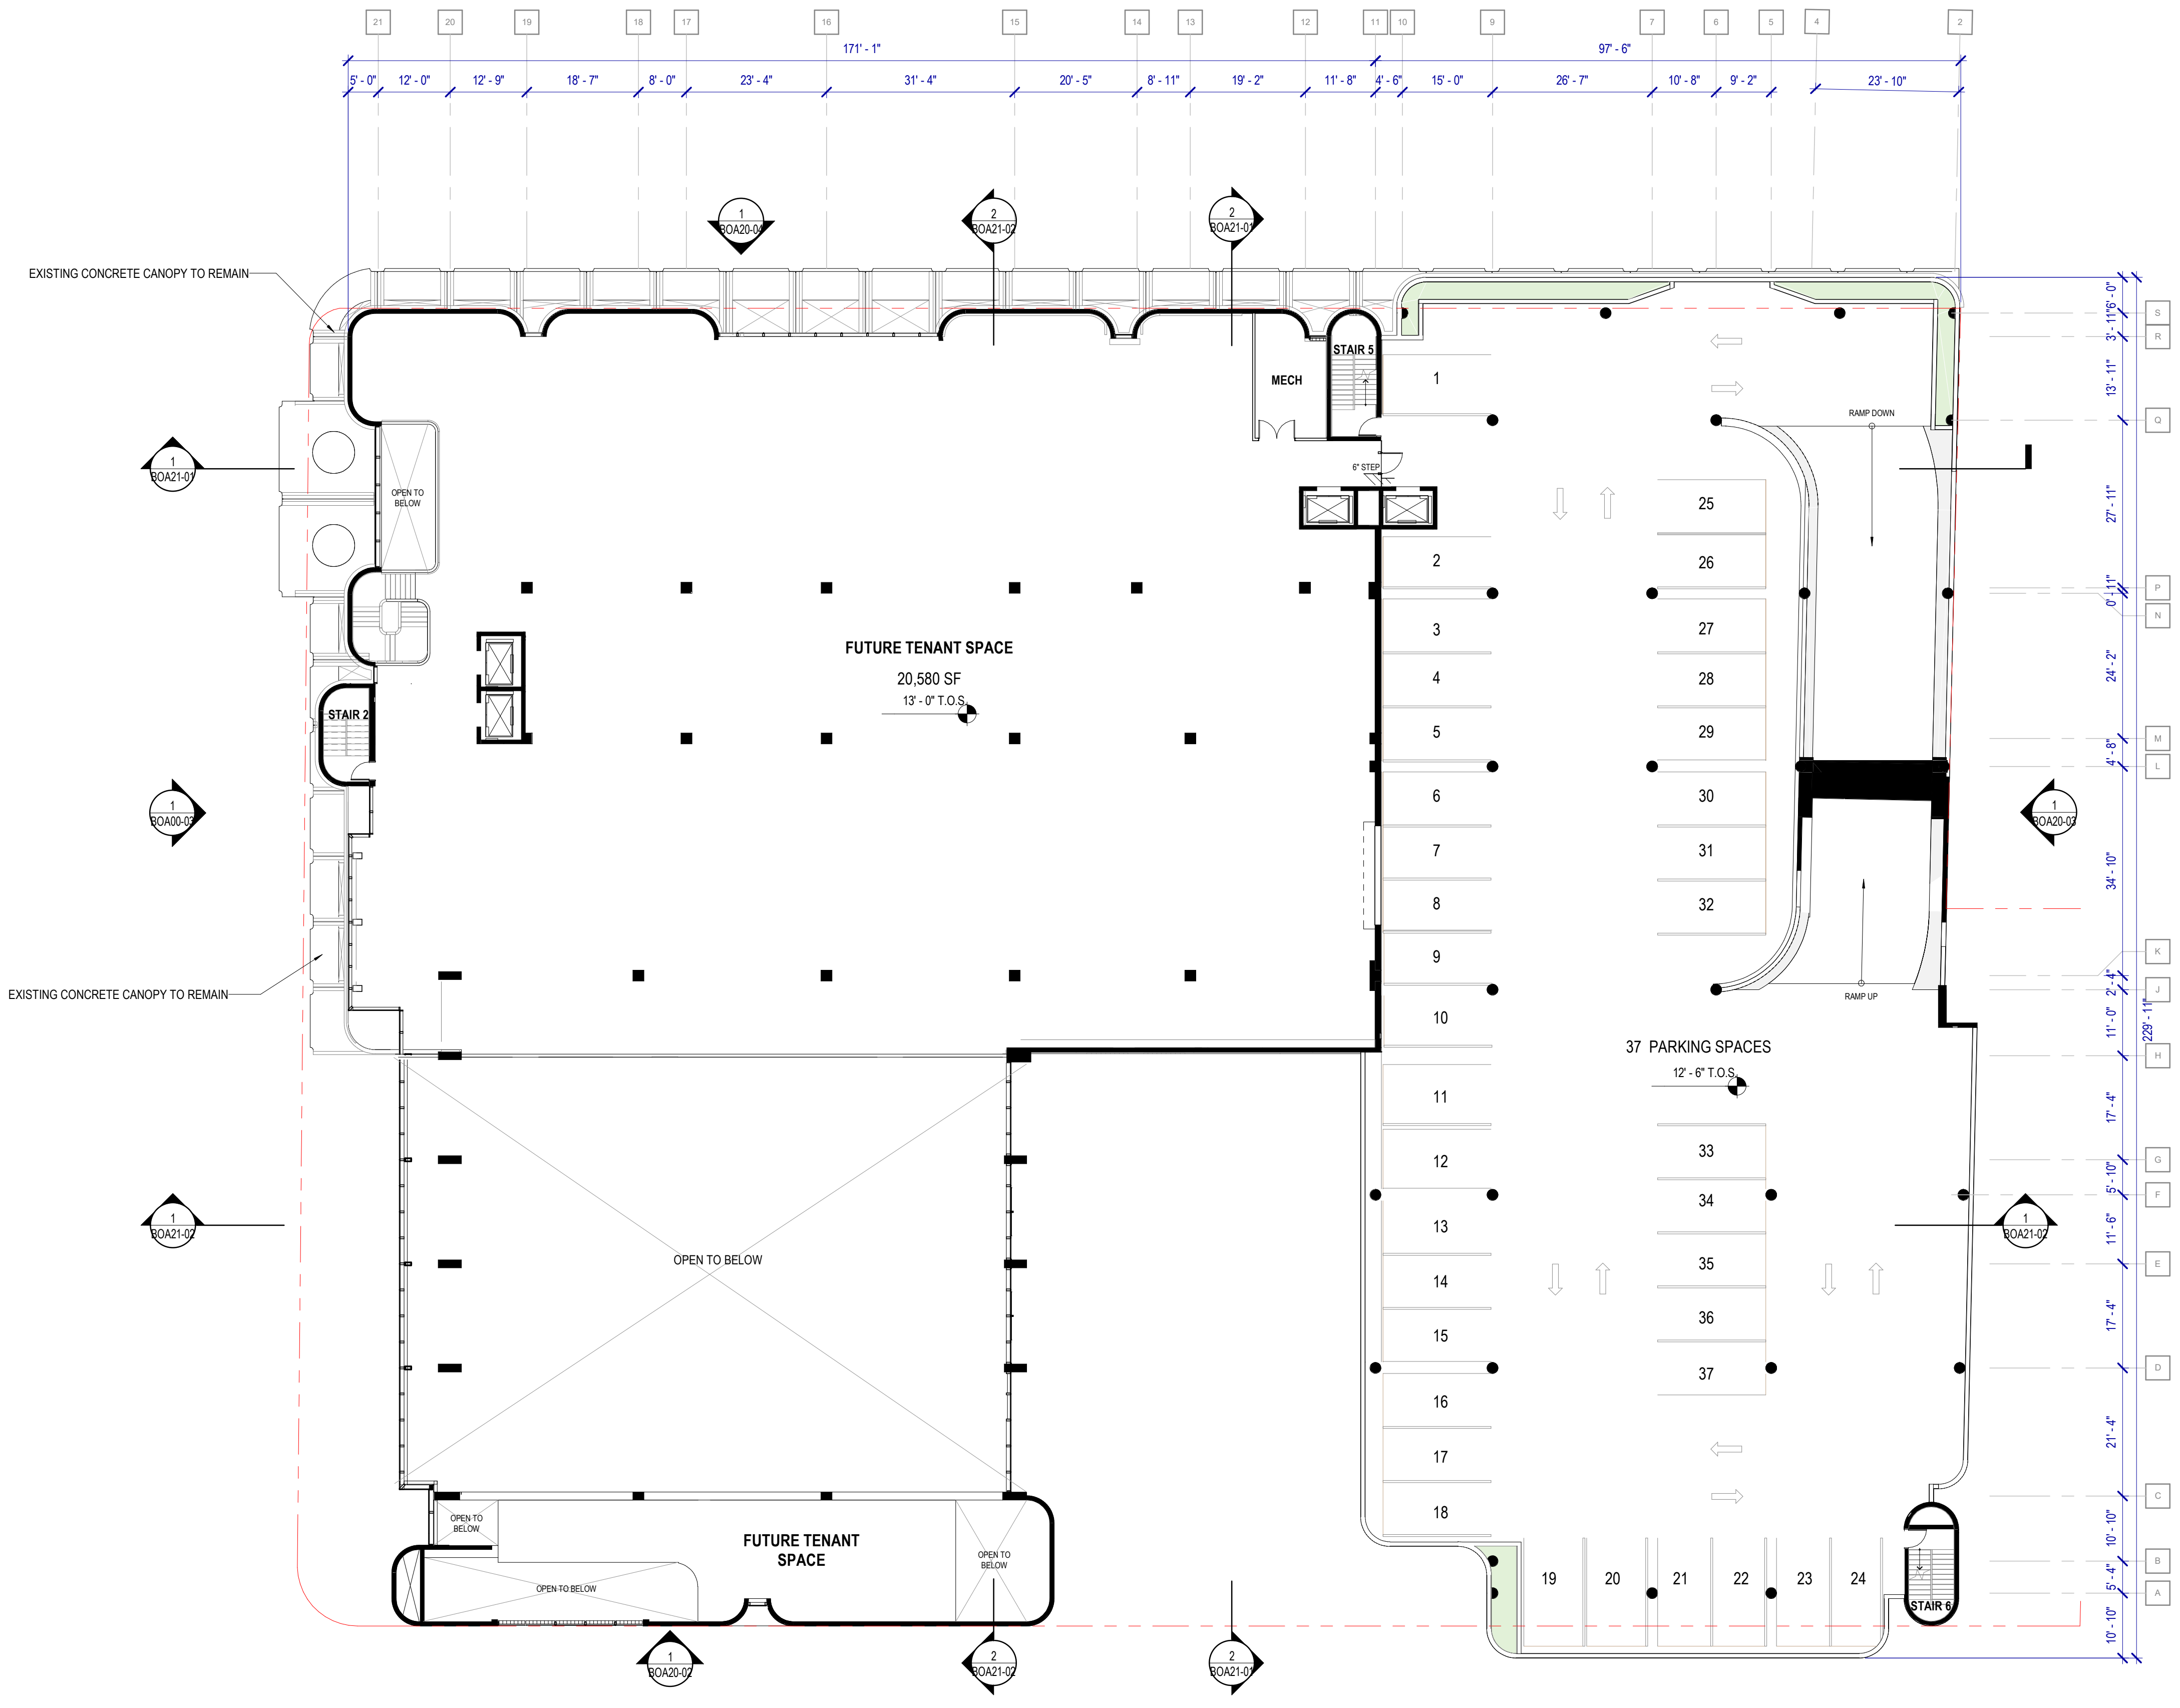 21 20 19 18 17 16 15 14 13 12 11 10 9 7 6 5 4 2
171' - 1" 97' - 6"
5' - 0" 12' - 0" 12' - 9" 18' - 7" 8' - 0" 23' - 4" 31' - 4" 20' - 5" 8' - 11" 19' - 2" 11' - 8" 4' - 6" 15' - 0" 26' - 7" 10' - 8" 9' - 2" 23' - 10"
1
BOA20-04
2
BOA21-02
2
BOA21-01
EXISTING CONCRETE CANOPY TO REMAIN
6' - 0"
S
3' - 11"
R
STAIR 5
MECH
1
13' - 11"
RAMP DOWN
Q
1
BOA21-01
6" STEP
OPEN TO
BELOW
25
27' - 11"
2
26
P
0' - 11"
N
3
27
FUTURE TENANT SPACE
20,580 SF
13' - 0" T.O.S.
4
28
24' - 2"
STAIR 2
5
29
M
4' - 8"
L
6
30
1
BOA00-03
1
BOA20-03
7
31
34' - 10"
8
32
9
K
EXISTING CONCRETE CANOPY TO REMAIN
2' - 4"
J
RAMP UP
10
11' - 0"
229' - 11"
37 PARKING SPACES
12' - 6" T.O.S.
H
11
17' - 4"
12
33
G
5' - 10"
34
F
1
BOA21-02
13
11' - 6"
1
BOA21-02
OPEN TO BELOW
35
E
14
36
17' - 4"
15
37
D
16
21' - 4"
17
C
18
OPEN TO
BELOW
FUTURE TENANT
SPACE
OPEN TO
BELOW
10' - 10"
B
OPEN TO BELOW
19 20 21 22 23 24
5' - 4"
A
STAIR 6
10' - 10"
1
BOA20-02
2
BOA21-02
2
BOA21-01